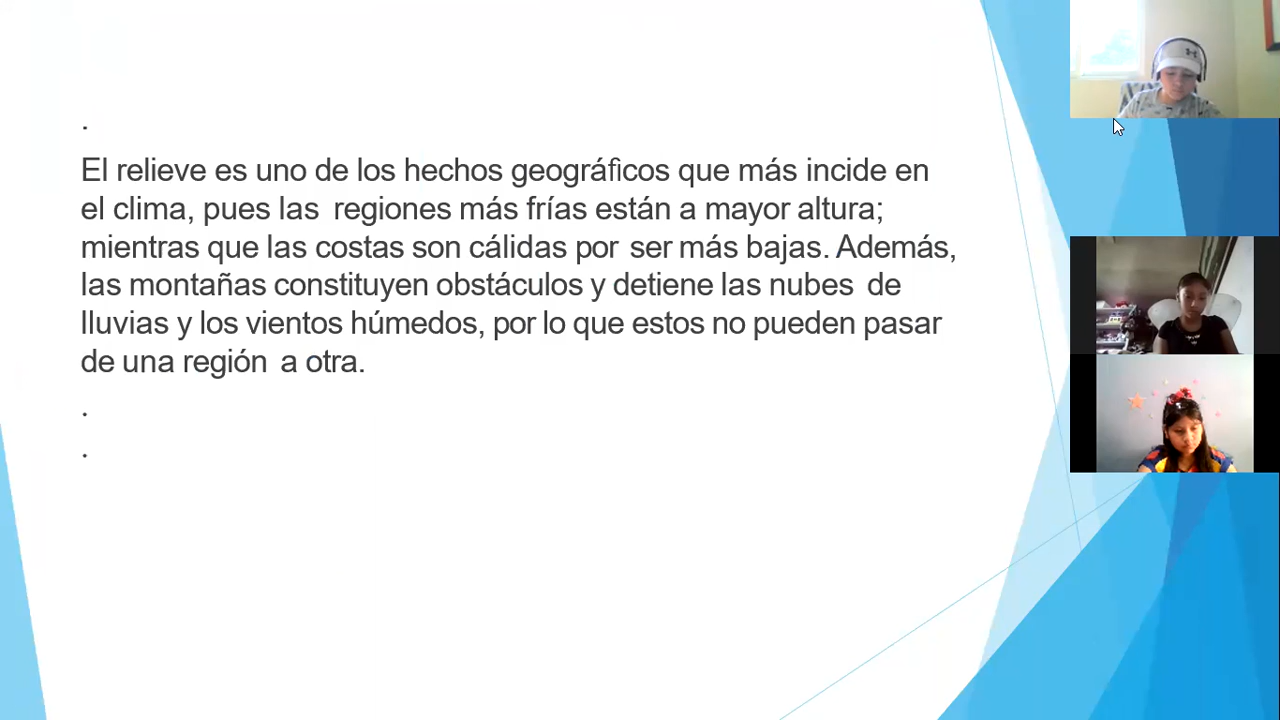 .
El relieve es uno de los hechos geográficos que más incide en
el clima, pues las regiones más frías están a mayor altura;
mientras que las costas son cálidas por ser más bajas. Además,
las montañas constituyen obstáculos y detiene las nubes de
lluvias y los vientos húmedos, por lo que estos no pueden pasar
de una región a otra.
.
.